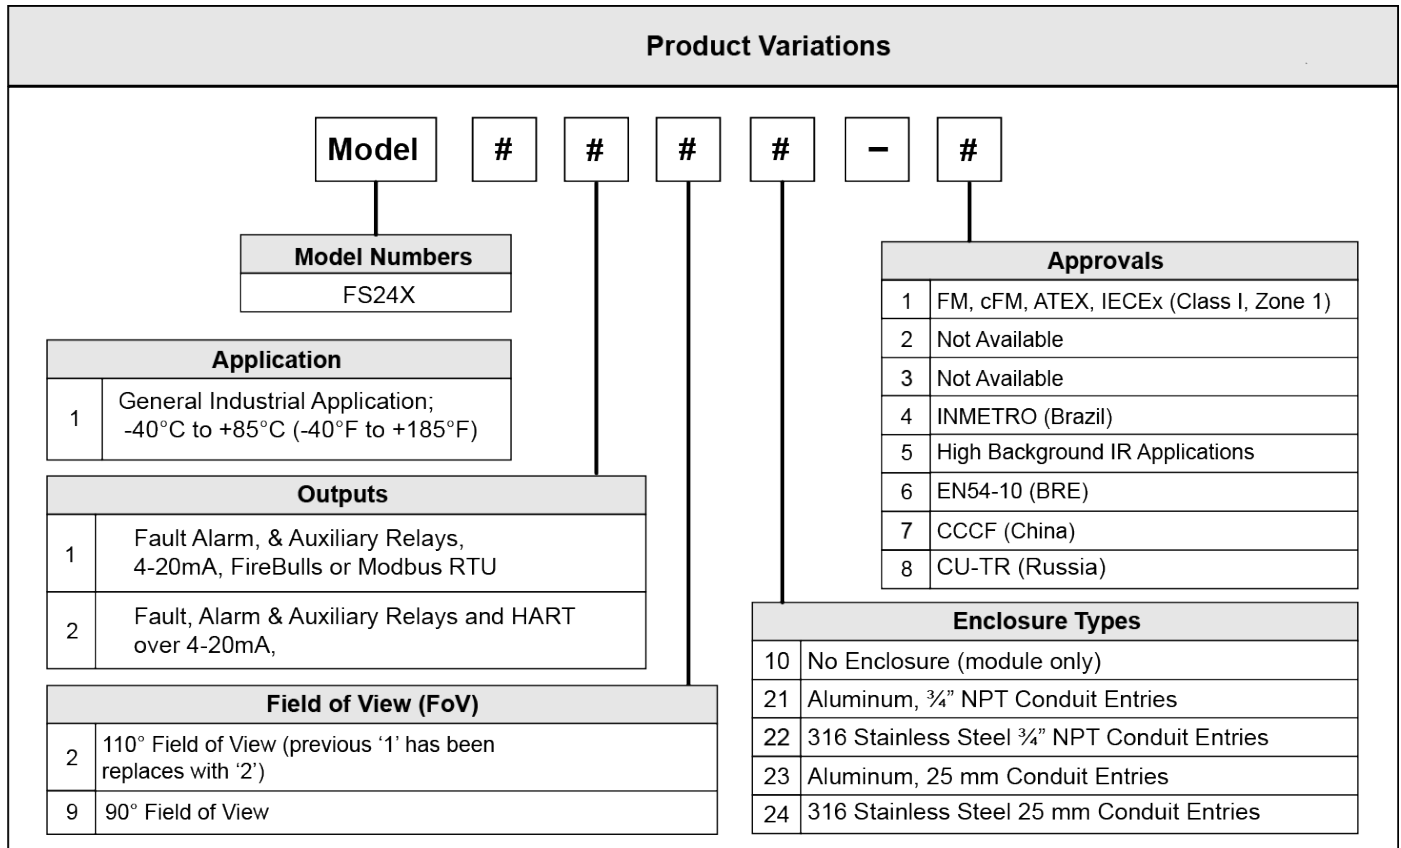 Product Variations
Model # # # # – #
Model Numbers
FS24X
Application
1 General Industrial Application;
-40°C to +85°C (-40°F to +185°F)
Outputs
1 Fault Alarm, & Auxiliary Relays,
4-20mA, FireBulls or Modbus RTU
2 Fault, Alarm & Auxiliary Relays and HART
over 4-20mA,
Field of View (FoV)
2 110° Field of View (previous ‘1’ has been
replaces with ‘2’)
9 90° Field of View
Approvals
1 FM, cFM, ATEX, IECEx (Class I, Zone 1)
2 Not Available
3 Not Available
4 INMETRO (Brazil)
5 High Background IR Applications
6 EN54-10 (BRE)
7 CCCF (China)
8 CU-TR (Russia)
Enclosure Types
10 No Enclosure (module only)
21 Aluminum, ¾” NPT Conduit Entries
22 316 Stainless Steel ¾” NPT Conduit Entries
23 Aluminum, 25 mm Conduit Entries
24 316 Stainless Steel 25 mm Conduit Entries